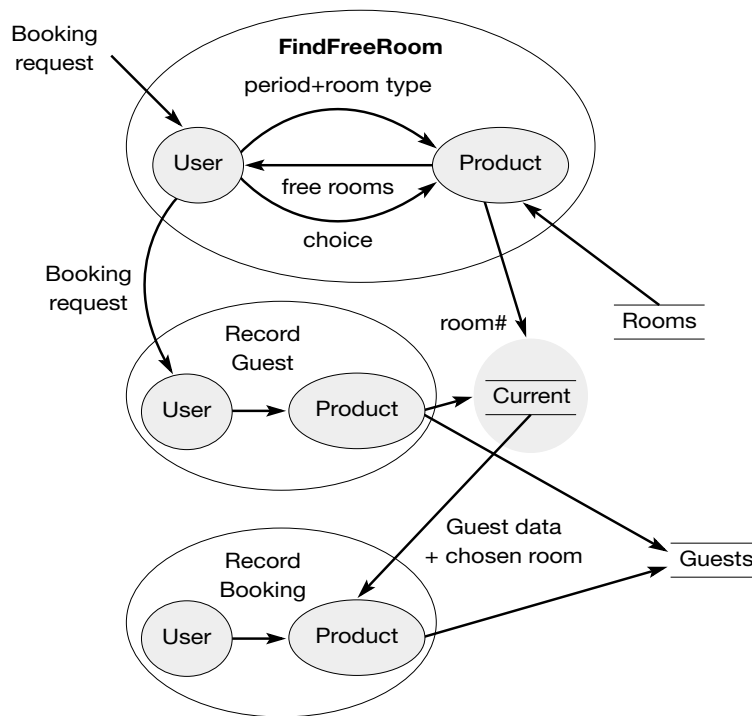 Booking
request
FindFreeRoom
period+room type
User
Product
free rooms
choice
Booking
request
room#
Rooms
Record
Guest
User
Product
Current
Guest data
+ chosen room
Guests
Record
Booking
User
Product